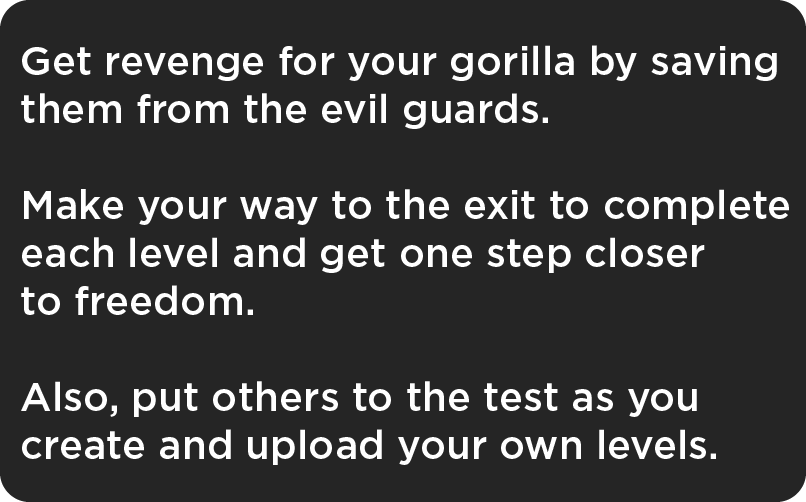 Get revenge for your gorilla by saving
them from the evil guards.
Make your way to the exit to complete
each level and get one step closer
to freedom.
Also, put others to the test as you
create and upload your own levels.